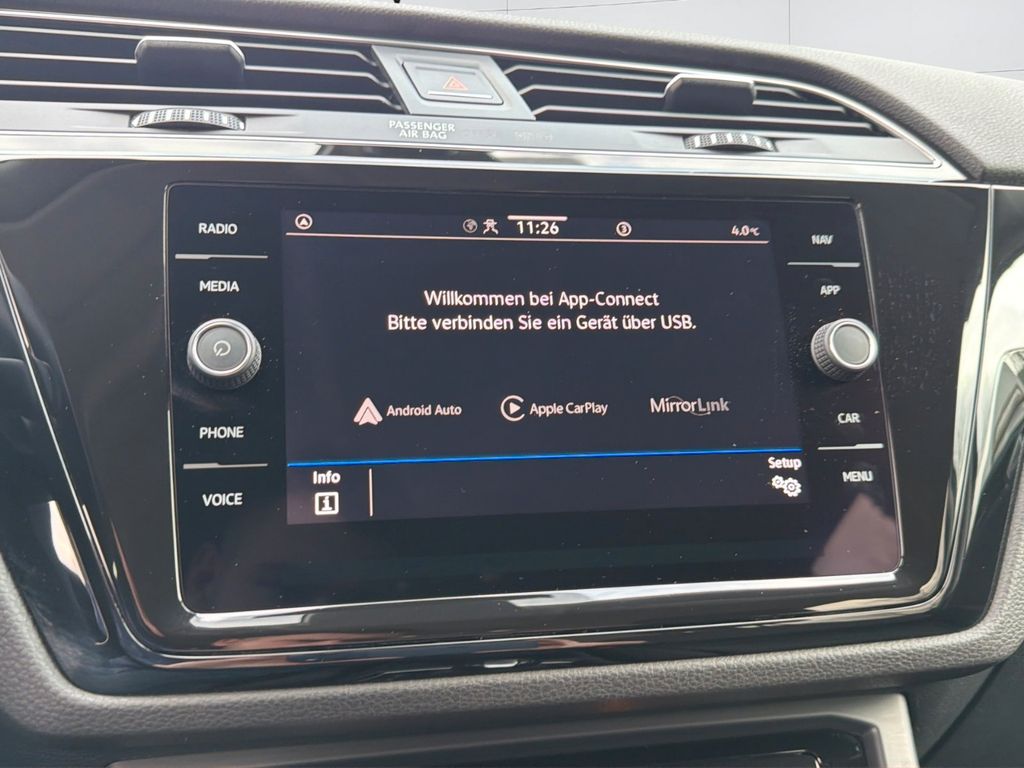 PASSENGER
AIR BAG
RADIO
MEDIA
PHONE
VOICE
11:26
3
4.0°C
Willkommen bei App-Connect
Bitte verbinden Sie ein Gerät über USB.
Android Auto
Apple CarPlay
MirrorLink
Info
i
Setup
NAV
APP
CAR
MENU